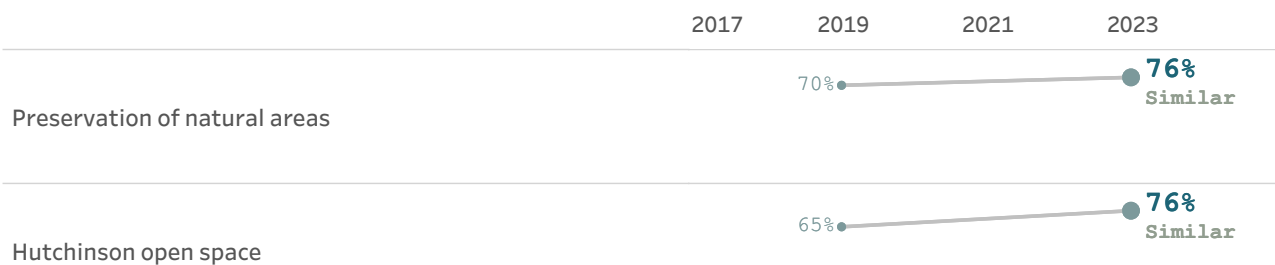 2017 2019 2021 2023
70% 76%
Similar
Preservation of natural areas
65% 76%
Similar
Hutchinson open space